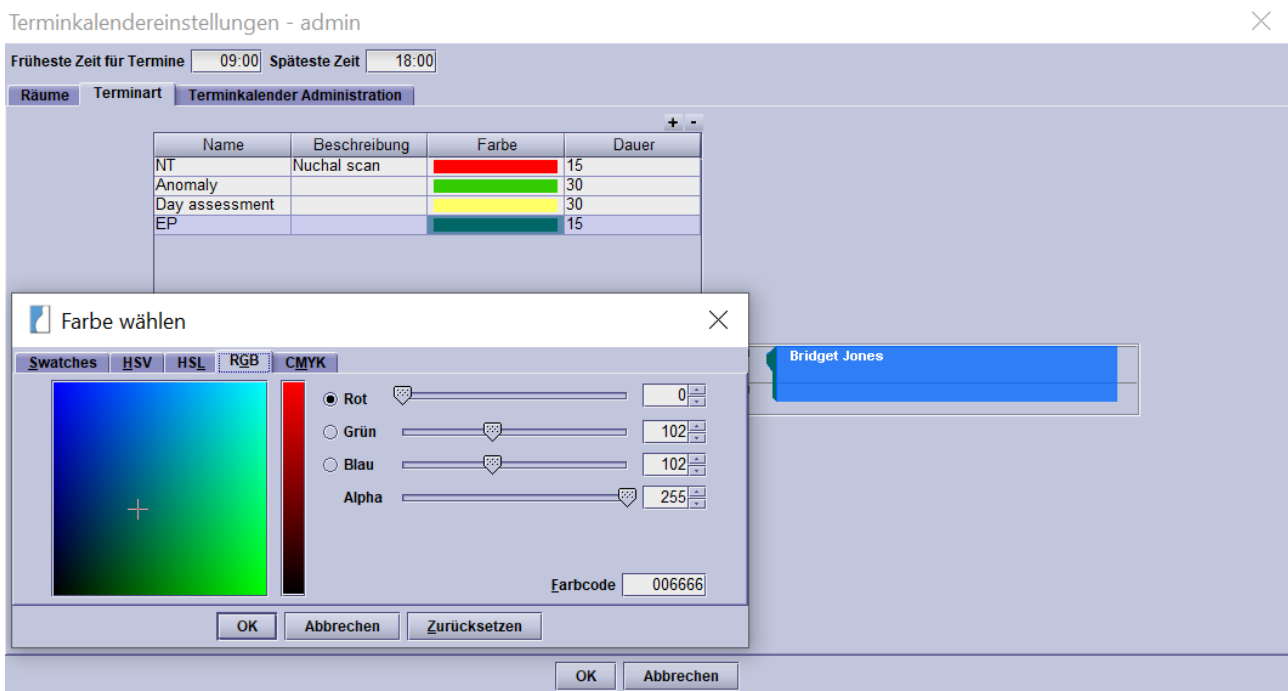 Terminkalendereinstellungen - admin
Früheste Zeit für Termine 09:00 Späteste Zeit 18:00
Räume Terminart Terminkalender Administration
+ -
Name Beschreibung Farbe Dauer
NT Nuchal scan 15
Anomaly 30
Day assessment 30
EP 15
Farbe wählen
Swatches HSV HSL RGB CMYK
Bridget Jones
Rot 0
Grün 102
Blau 102
Alpha 255
Farbcode 006666
OK Abbrechen Zurücksetzen
OK Abbrechen